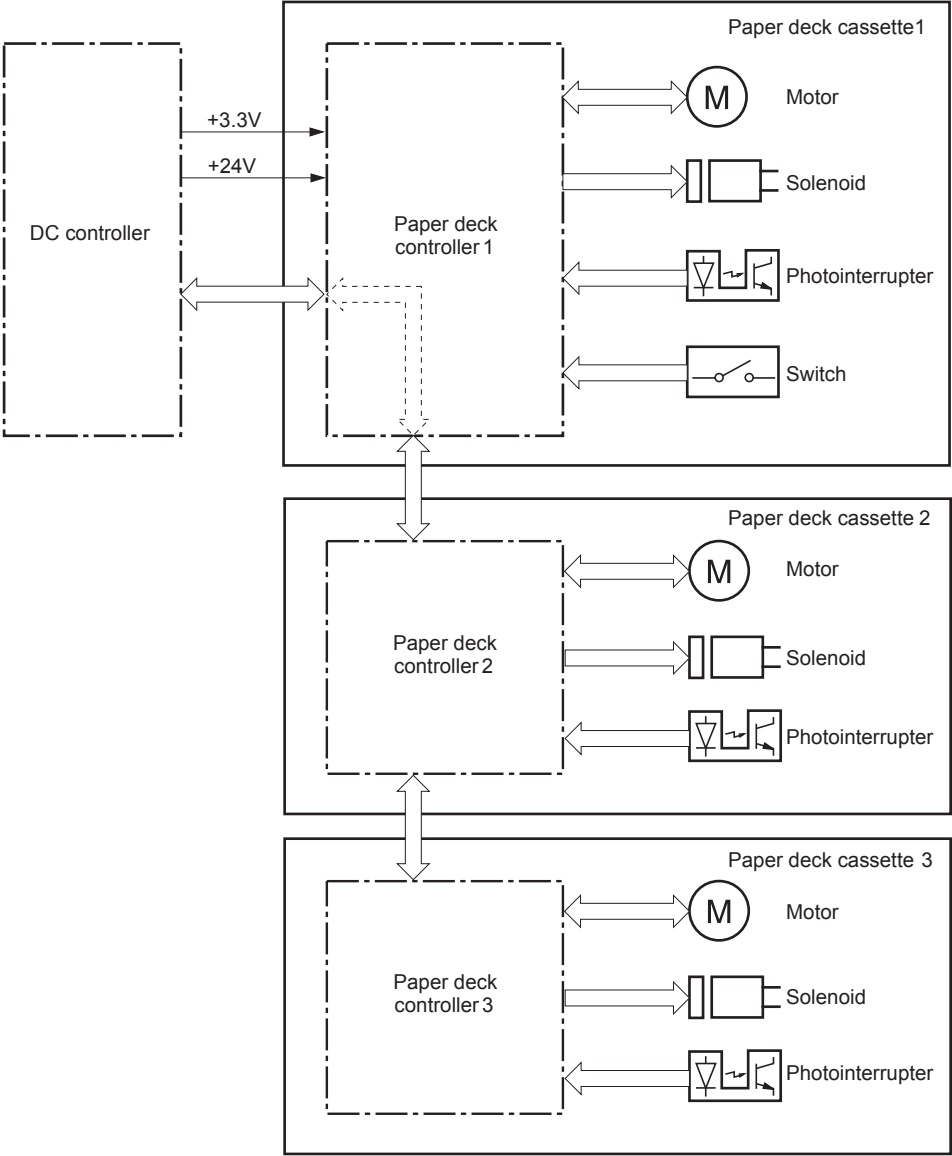 Paper deck cassette1
+3.3V
+24V
DC controller
Paper deck
controller 1
M
Motor
Solenoid
Photointerrupter
Switch
Paper deck cassette 2
Paper deck
controller 2
M
Motor
Solenoid
Photointerrupter
Paper deck cassette 3
Paper deck
controller 3
M
Motor
Solenoid
Photointerrupter